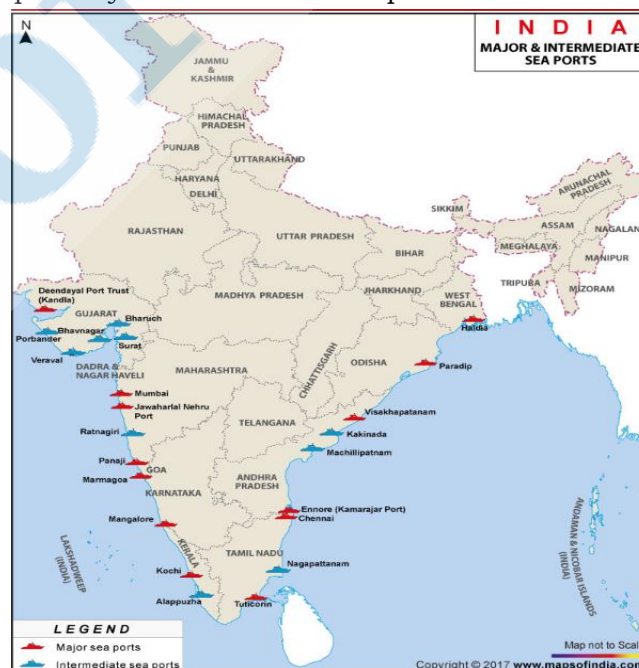 N
I N D I A
MAJOR & INTERMEDIATE
SEA PORTS
JAMMU
&
KASHMIR
HIMACHAL
PRADESH
PUNJAB
UTTARAKHAND
HARYANA
DELHI
ARUNACHAL
PRADESH
SIKKIM
RAJASTHAN
UTTAR PRADESH
ASSAM
NAGALAN
MEGHALAYA
BIHAR
MANIPUR
TRIPURA
MIZORAM
JHARKHAND
WEST
BENGAL
MADHYA PRADESH
Deendayal Port Trust
(Kandla)
GUJARAT
Bharuch
Bhavnagar
Porbander
Surat
Veraval
Haldia
DADRA &
NAGAR HAVELI
MAHARASHTRA
CHHATTISGARH
ODISHA
Paradip
Mumbai
Jawaharlal Nehru
Port
Visakhapatanam
TELANGANA
Ratnagiri
Kakinada
Machillipatnam
Panaji
GOA
Marmagoa
KARNATAKA
ANDHRA
PRADESH
Ennore (Kamarajar Port)
Chennai
Mangalore
LAKSHADWEEP
(INDIA)
ANDAMAN & NICOBAR ISLANDS
(INDIA)
KERALA
TAMIL NADU
Nagapattanam
Kochi
Alappuzha
Tuticorin
LEGEND
Major sea ports
Intermediate sea ports
Map not to Scal
Copyright © 2017 www.mapsofindia.com